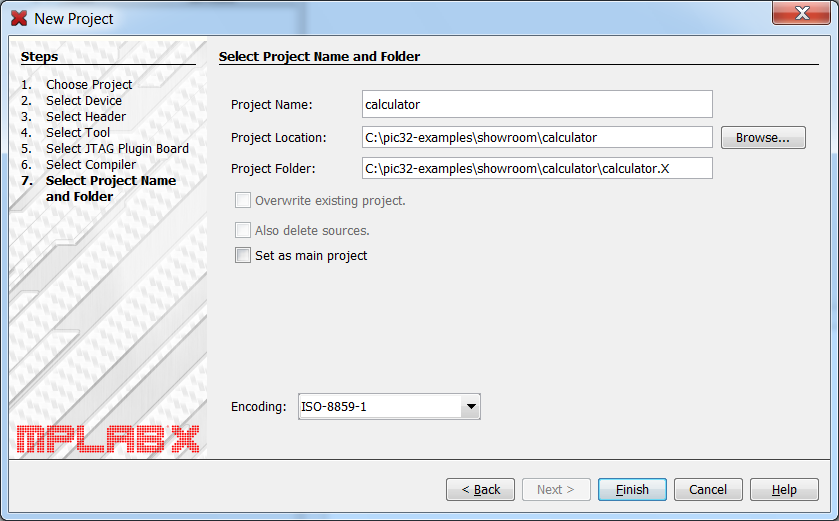 New Project
Steps
1. Choose Project
2. Select Device
3. Select Header
4. Select Tool
5. Select JTAG Plugin Board
6. Select Compiler
7. Select Project Name
and Folder
MPLAB X
Select Project Name and Folder
Project Name: calculator
Project Location: C:\pic32-examples\showroom\calculator Browse...
Project Folder: C:\pic32-examples\showroom\calculator\calculator.X
Overwrite existing project.
Also delete sources.
Set as main project
Encoding: ISO-8859-1
< Back Next > Finish Cancel Help